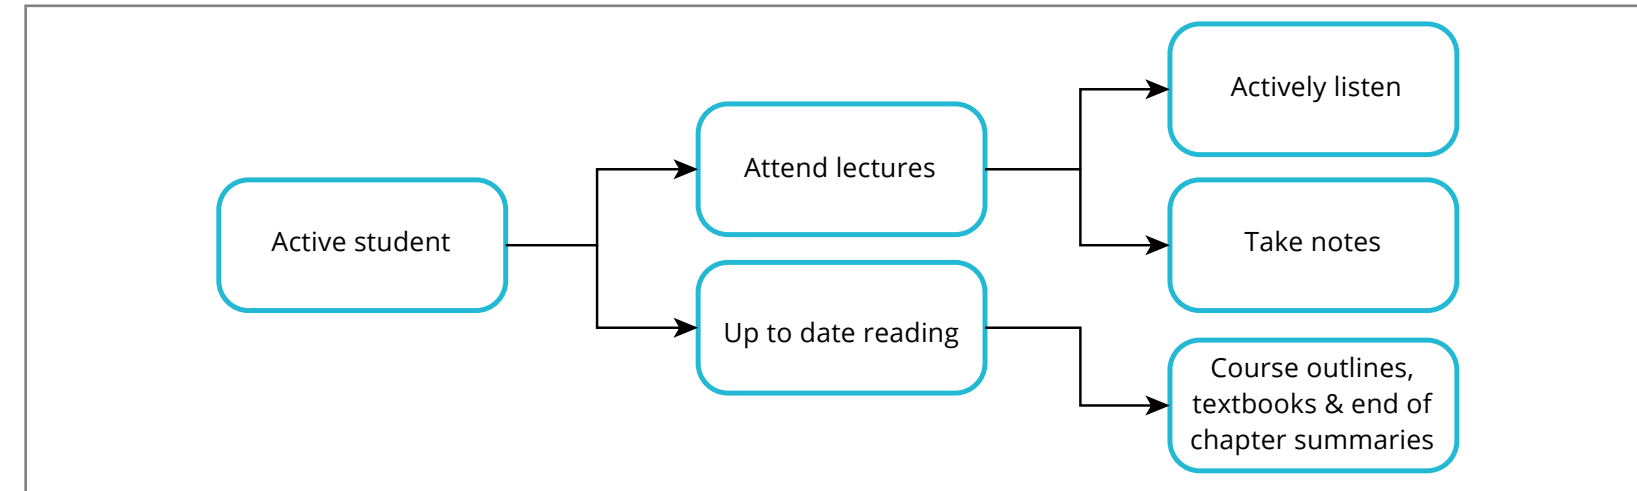 Active student
Attend lectures
Up to date reading
Actively listen
Take notes
Course outlines,
textbooks & end of
chapter summaries